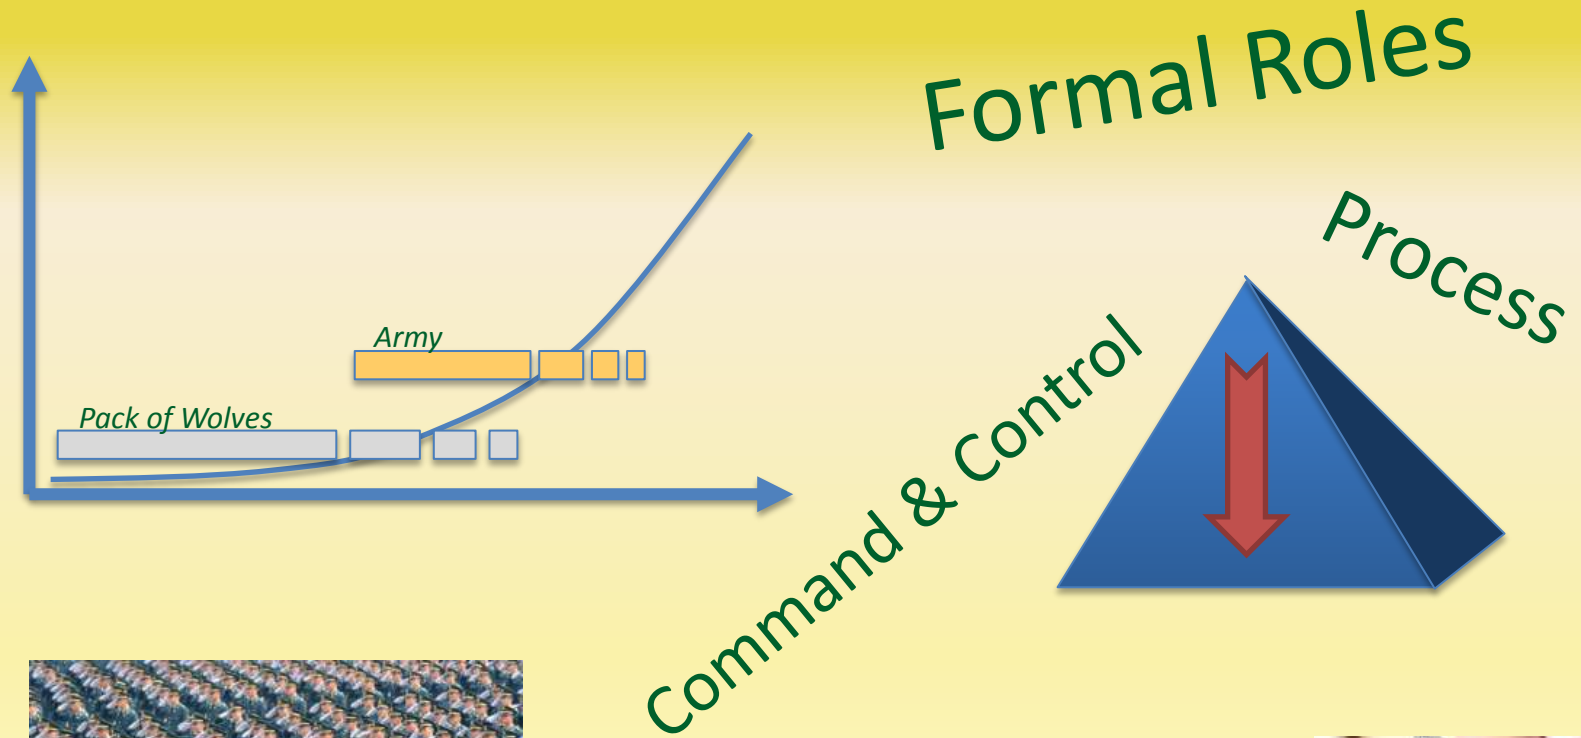 Formal Roles
Process
Army
Pack of Wolves
Command & Control